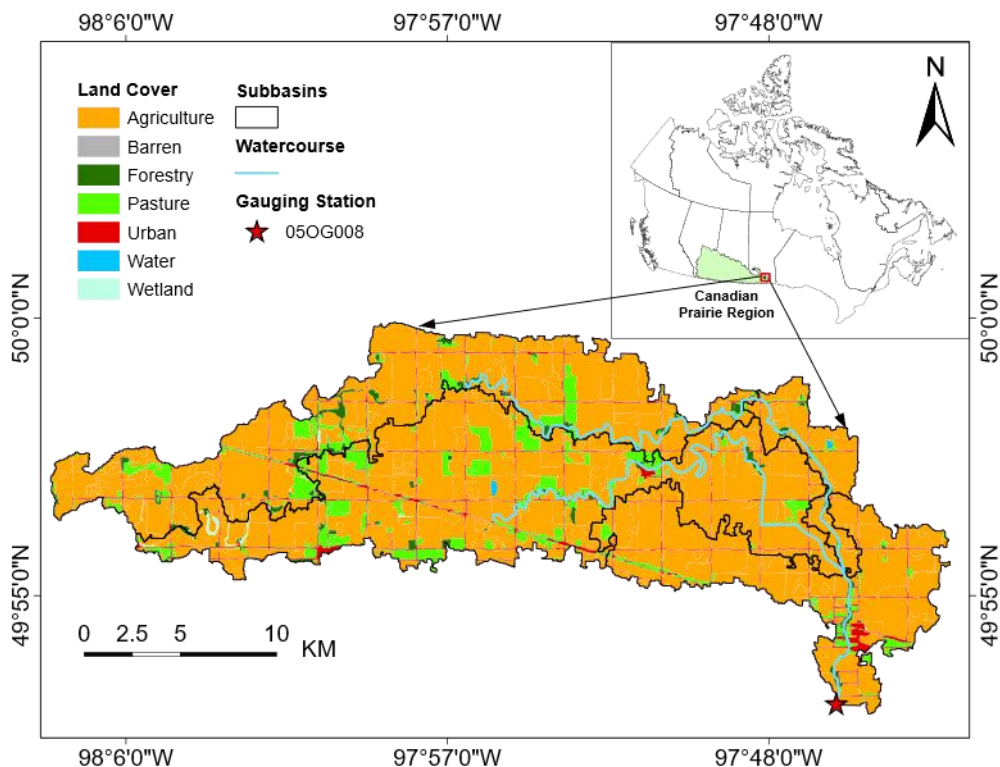 98°6'0"W 97°57'0"W 97°48'0"W
Land Cover
Agriculture
Barren
Forestry
Pasture
Urban
Water
Wetland
Subbasins
Watercourse
Gauging Station
05OG008
N
Canadian
Prairie Region
50°0'0"N
50°0'0"N
49°55'0"N
49°55'0"N
0 2.5 5 10
KM
98°6'0"W 97°57'0"W 97°48'0"W